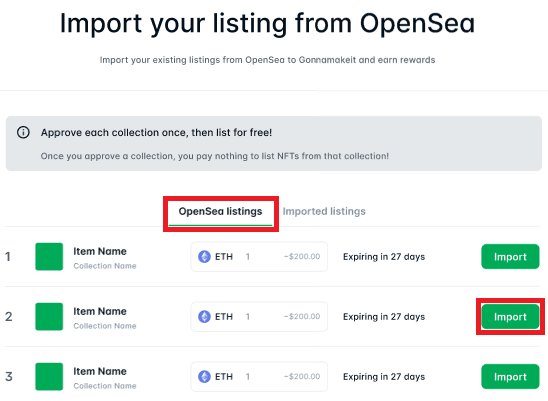 Import your listing from OpenSea
Import your existing listings from OpenSea to Gonnamakeit and earn rewards
Approve each collection once, then list for free!
Once you approve a collection, you pay nothing to list NFTs from that collection!
OpenSea listings Imported listings
1 Item Name ETH 1 ~$200.00 Expiring in 27 days Import
Collection Name
2 Item Name ETH 1 ~$200.00 Expiring in 27 days Import
Collection Name
3 Item Name ETH 1 ~$200.00 Expiring in 27 days Import
Collection Name